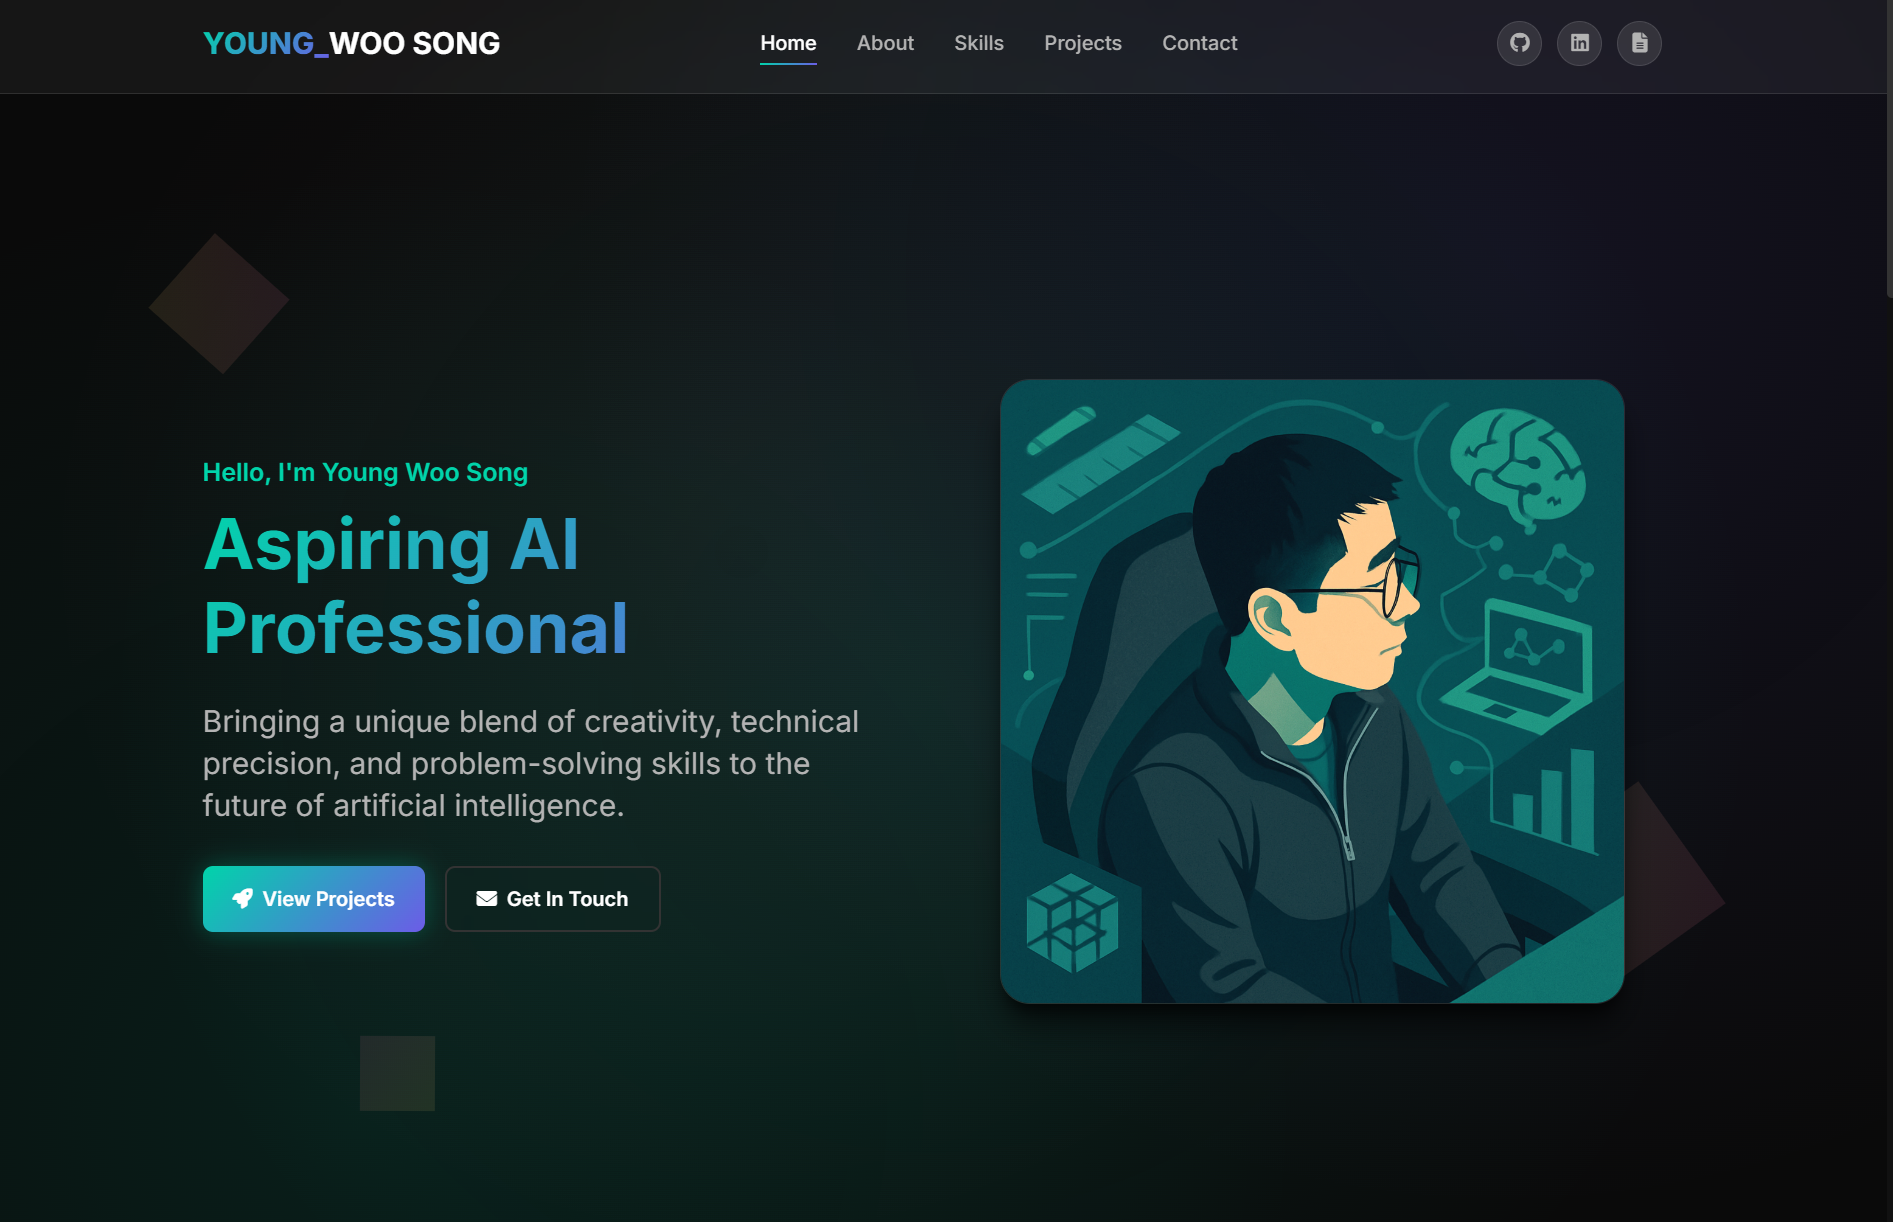 YOUNG_WOO SONG
Home About Skills Projects Contact
Hello, I'm Young Woo Song
Aspiring AI
Professional
Bringing a unique blend of creativity, technical
precision, and problem-solving skills to the
future of artificial intelligence.
View Projects
Get In Touch